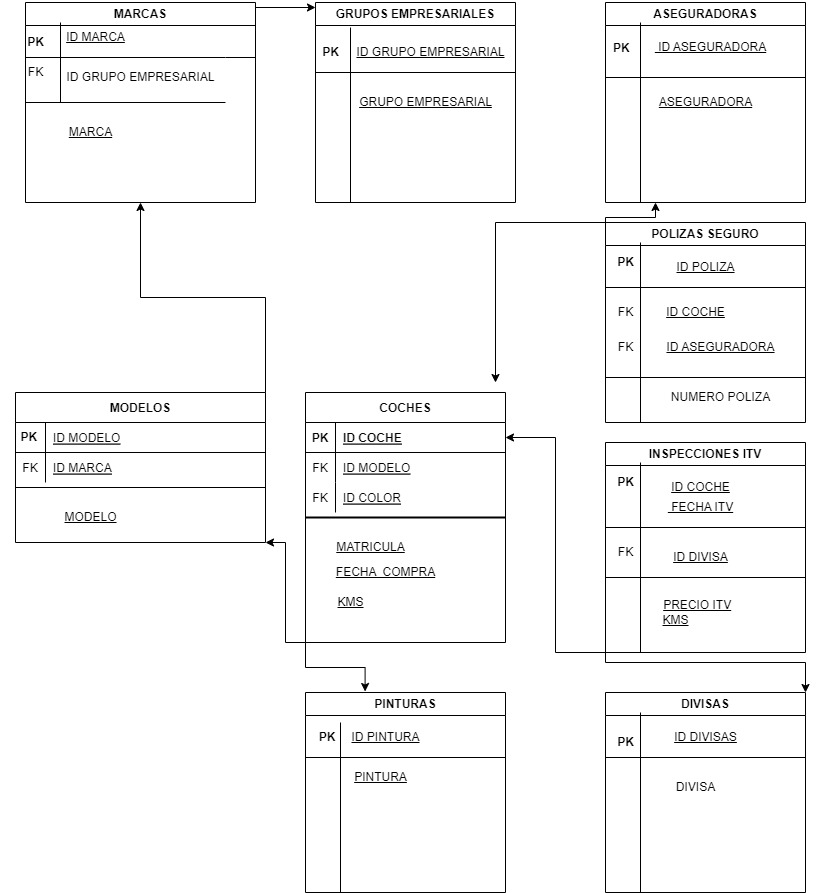 MARCAS
PK ID MARCA
FK ID GRUPO EMPRESARIAL
MARCA
GRUPOS EMPRESARIALES
PK ID GRUPO EMPRESARIAL
GRUPO EMPRESARIAL
ASEGURADORAS
PK ID ASEGURADORA
ASEGURADORA
POLIZAS SEGURO
PK ID POLIZA
FK ID COCHE
FK ID ASEGURADORA
NUMERO POLIZA
MODELOS
PK ID MODELO
FK ID MARCA
MODELO
COCHES
PK ID COCHE
FK ID MODELO
FK ID COLOR
MATRICULA
FECHA COMPRA
KMS
INSPECCIONES ITV
PK ID COCHE
FECHA ITV
FK ID DIVISA
PRECIO ITV
KMS
PINTURAS
PK ID PINTURA
PINTURA
DIVISAS
PK ID DIVISAS
DIVISA